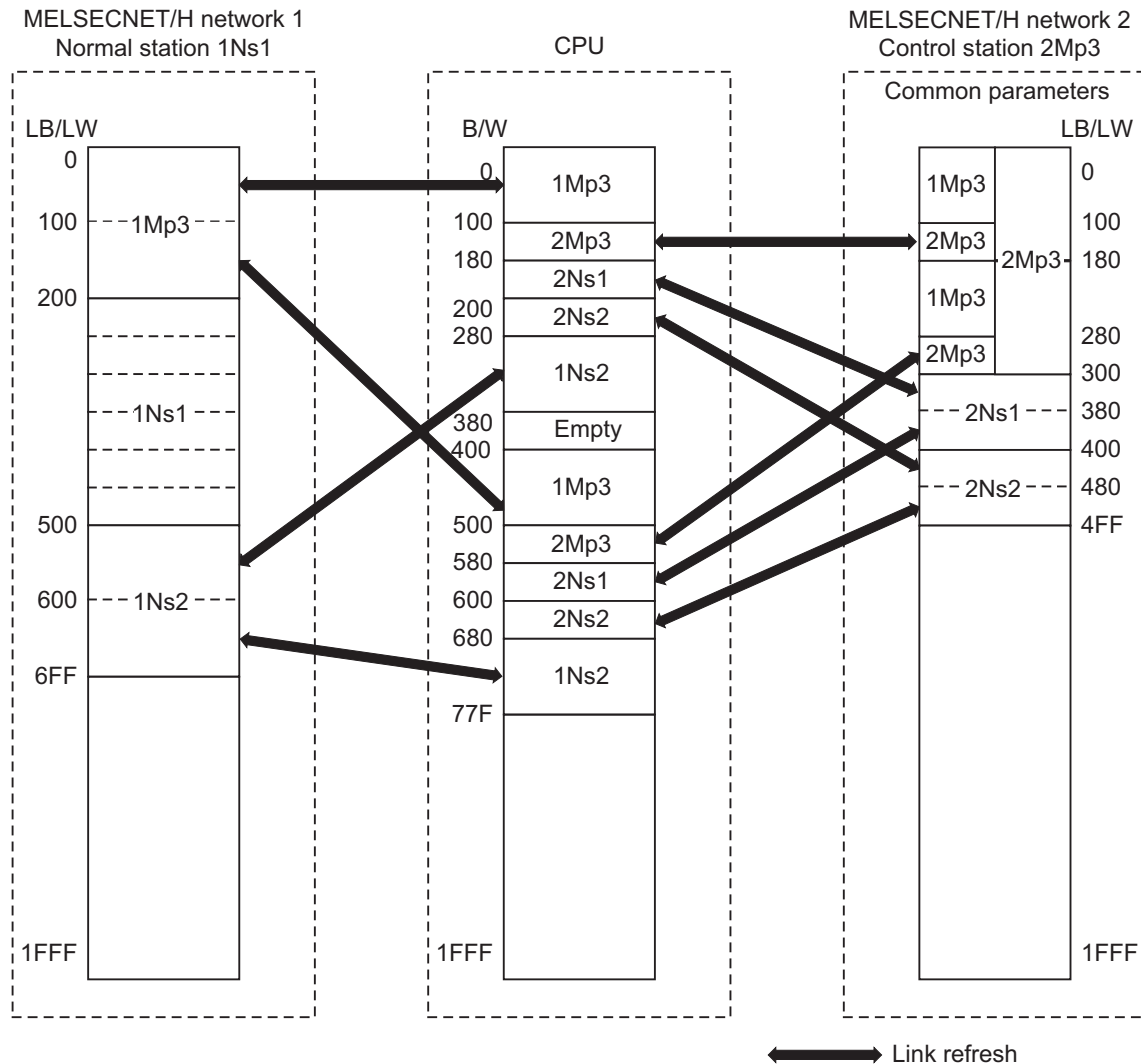 MELSECNET/H network 1
Normal station 1Ns1
CPU
MELSECNET/H network 2
Control station 2Mp3
Common parameters
LB/LW
0
100
200
500
600
6FF
1FFF
1Mp3
1Ns1
1Ns2
B/W
0
100
180
200
280
380
400
500
580
600
680
77F
1FFF
1Mp3
2Mp3
2Ns1
2Ns2
1Ns2
Empty
1Mp3
2Mp3
2Ns1
2Ns2
1Ns2
LB/LW
1Mp3
2Mp3
1Mp3
2Mp3
2Mp3
2Ns1
2Ns2
0
100
180
280
300
380
400
480
4FF
1FFF
Link refresh